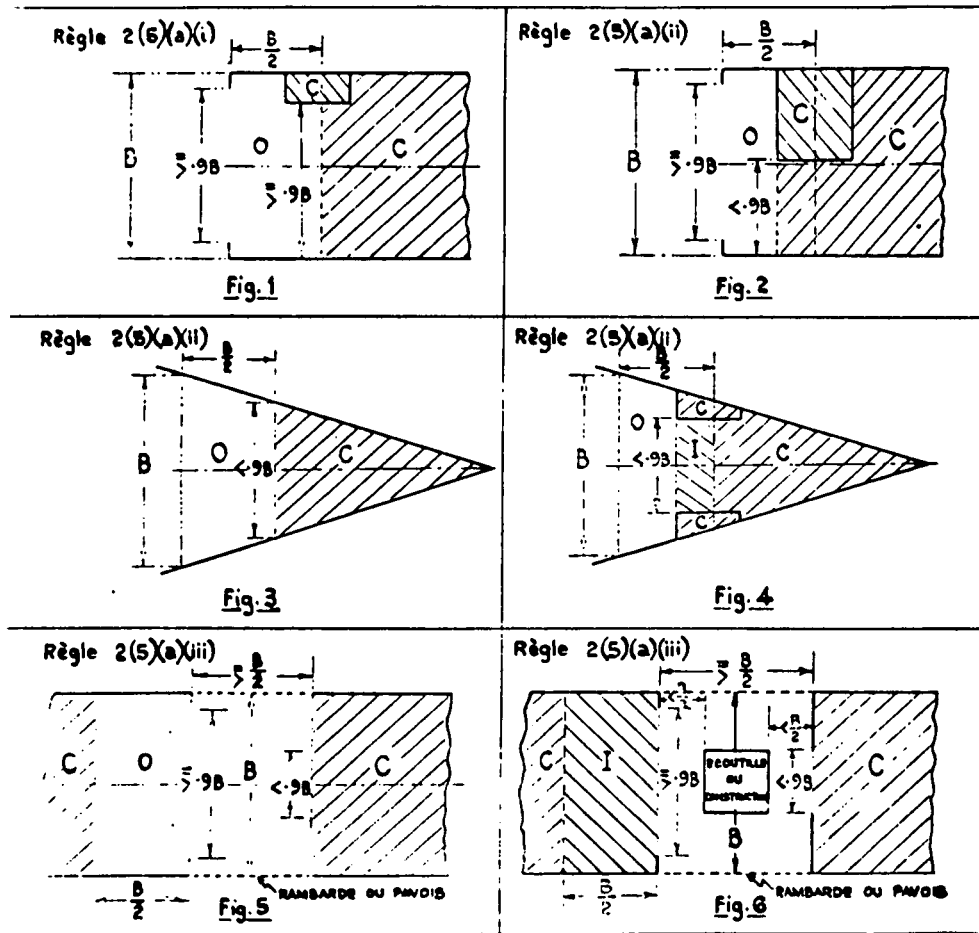 Règle 2(5)(a)(i)
B/2
B
≥ .9B
O
C
≥ .9B
C
Fig. 1
Règle 2(5)(a)(ii)
B/2
B
≥ .9B
O
C
< .9B
C
Fig. 2
Règle 2(5)(a)(ii)
B/2
B
O
< .9B
C
Fig. 3
Règle 2(5)(a)(ii)
B/2
B
O
< .9B
C
I
C
C
Fig. 4
Règle 2(5)(a)(iii)
≥ B/2
C
O
≥ .9B
B
< .9B
C
B/2
RAMBARDE OU PAVOIS
Fig. 5
Règle 2(5)(a)(iii)
≥ B/2
< B/2
< B/2
C
I
≥ .9B
ECOUTILLE
OU
CONSTRUCTION
< .9B
C
B
B/2
RAMBARDE OU PAVOIS
Fig. 6